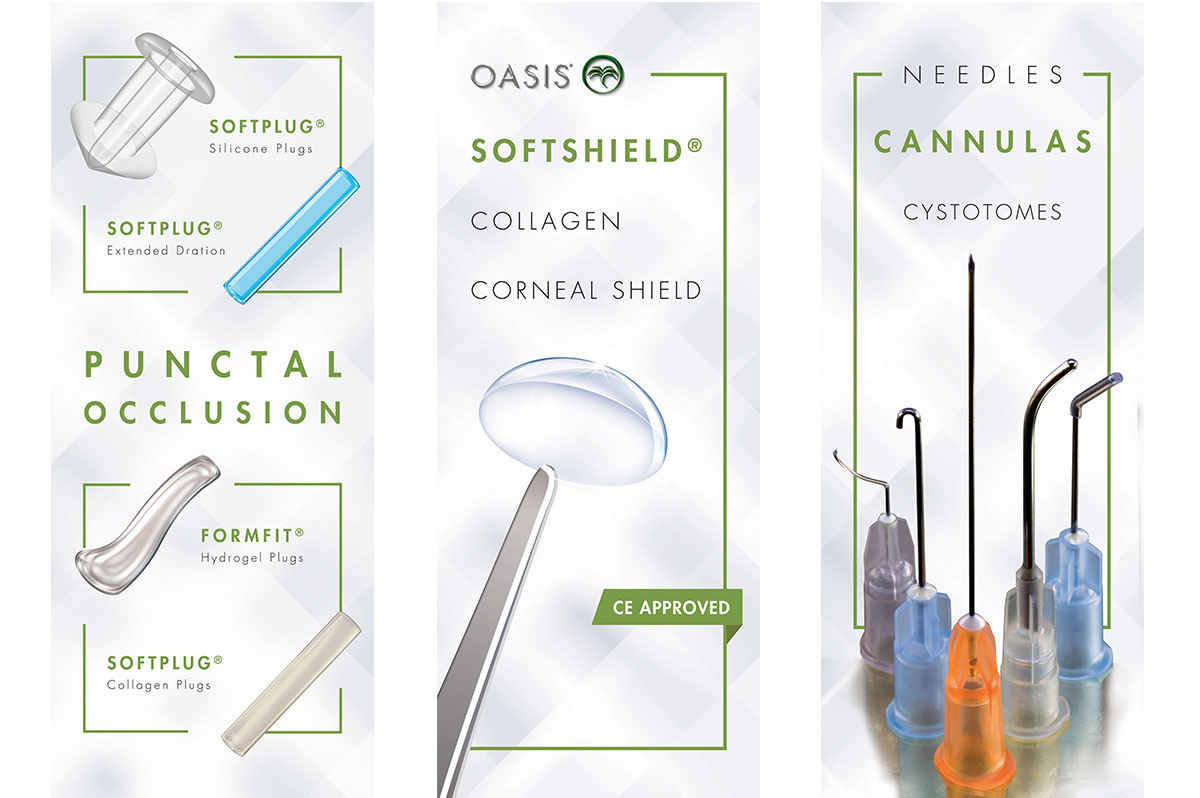 SOFTPLUG®
Silicone Plugs
SOFTPLUG®
Extended Dration
PUNCTAL
OCCLUSION
FORMFIT®
Hydrogel Plugs
SOFTPLUG®
Collagen Plugs
OASIS®
SOFTSHIELD®
COLLAGEN
CORNEAL SHIELD
CE APPROVED
NEEDLES
CANNULAS
CYSTOTOMES